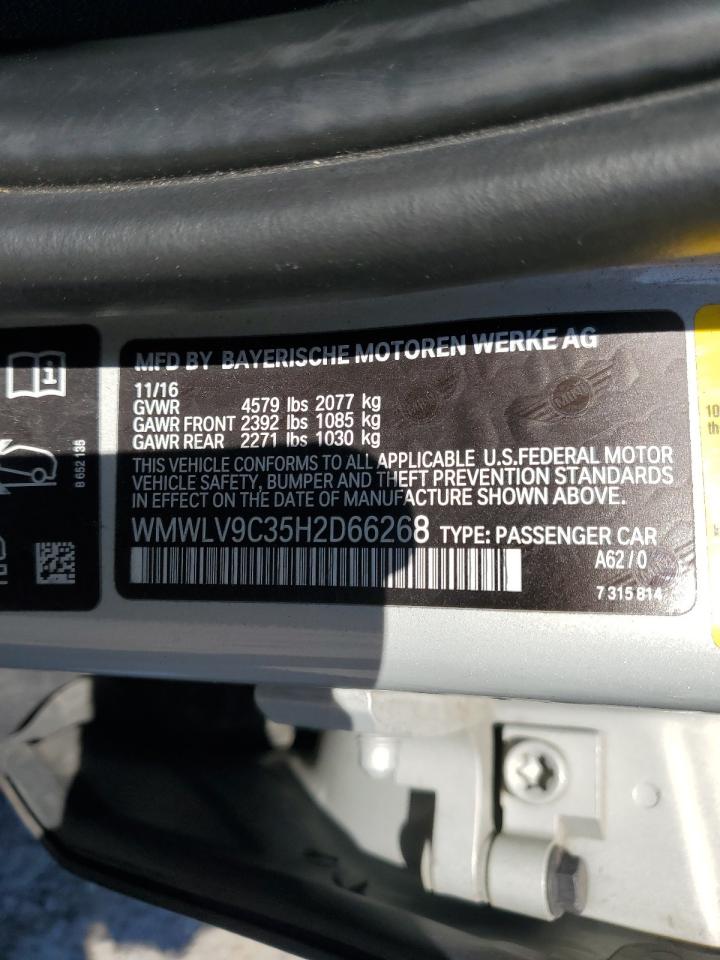 MFD BY BAYERISCHE MOTOREN WERKE AG
11/16
GVWR 4579 lbs 2077 kg
GAWR FRONT 2392 lbs 1085 kg
GAWR REAR 2271 lbs 1030 kg
THIS VEHICLE CONFORMS TO ALL APPLICABLE U.S.FEDERAL MOTOR
VEHICLE SAFETY, BUMPER AND THEFT PREVENTION STANDARDS
IN EFFECT ON THE DATE OF MANUFACTURE SHOWN ABOVE.
WMWLV9C35H2D66268 TYPE: PASSENGER CAR
A62/0
7 315 814
B 652 135
10
the